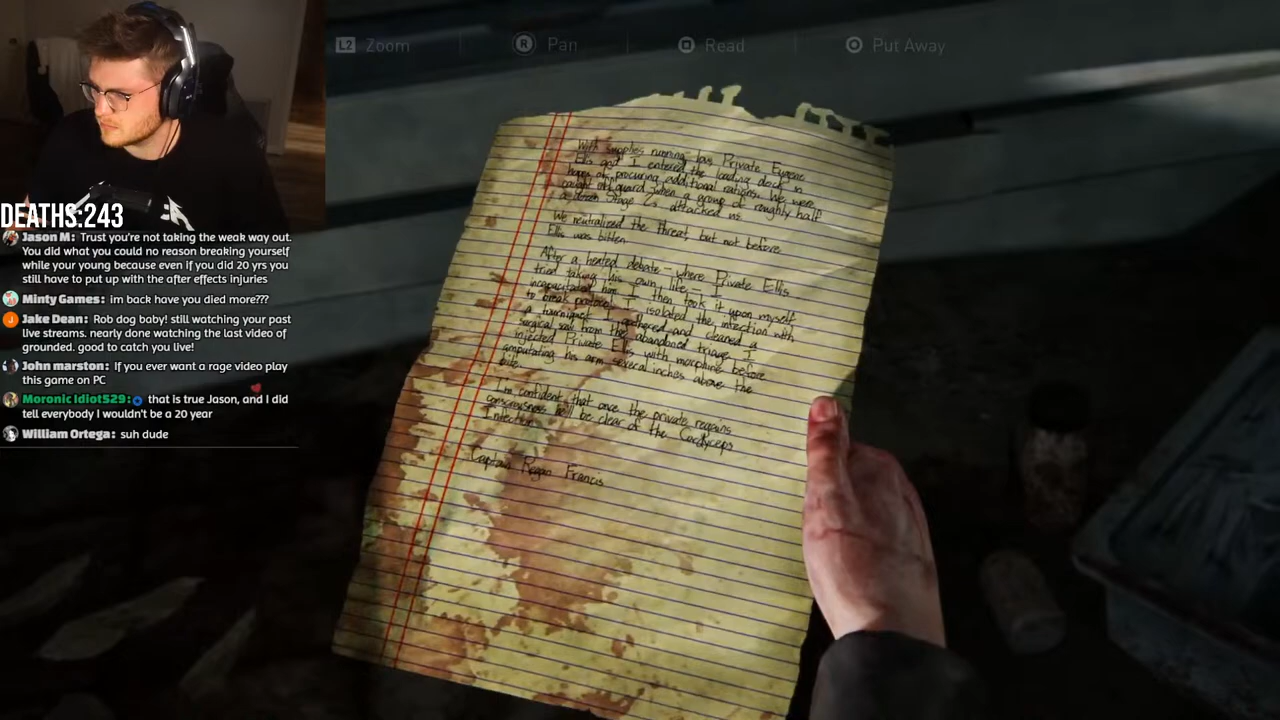 L2 Zoom
R Pan
Read
Put Away
DEATHS:243
Jason M: Trust you're not taking the weak way out.
You did what you could no reason breaking yourself
while your young because even if you did 20 yrs you
still have to put up with the after effects injuries
Minty Games: im back have you died more???
Jake Dean: Rob dog baby! still watching your past
live streams. nearly done watching the last video of
grounded. good to catch you live!
John marston: If you ever want a rage video play
this game on PC
Moronic Idiot529: that is true Jason, and I did
tell everybody I wouldn't be a 20 year
William Ortega: suh dude
With supplies running low, Private Eugene
Ellis and I entered the loading dock in
hopes of procuring additional rations. We were
caught off guard when a group of roughly half
a dozen Stage 2s attacked us.
We neutralized the threat, but not before
Ellis was bitten.
After a heated debate - where Private Ellis
tried taking his own life - I
incapacitated him. I then took it upon myself
to break protocol. I isolated the infection with
a tourniquet. I gathered and cleaned a
surgical saw from the abandoned triage. I
injected Private Ellis with morphine before
amputating his arm several inches above the
bite.
I'm confident that once the private regains
consciousness he'll be clear of the Cordyceps
Infection.
Captain Regan Francis